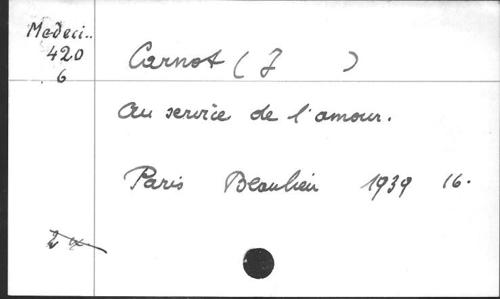 Medeci..
420
6
Carnot (J )
Au service de l'amour.
Paris Beaulieu 1939 16.